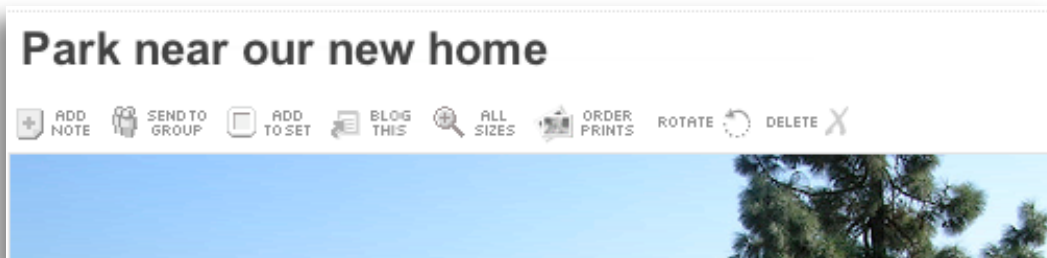 Park near our new home
ADD NOTE
SEND TO GROUP
ADD TO SET
BLOG THIS
ALL SIZES
ORDER PRINTS
ROTATE
DELETE